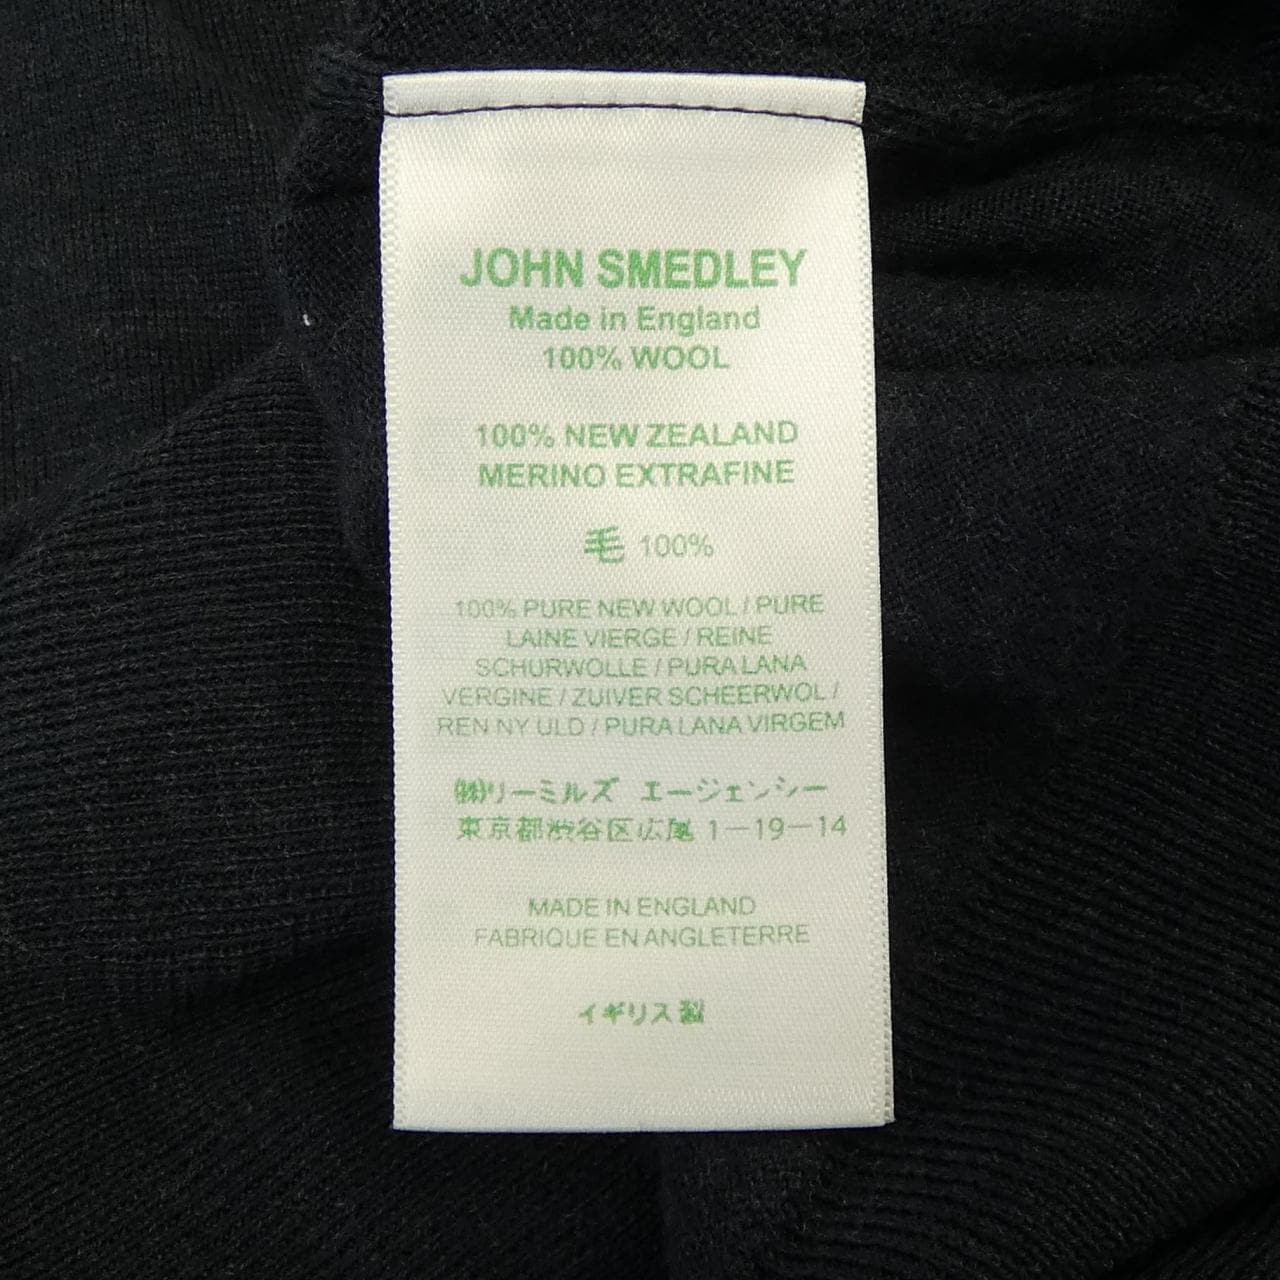 JOHN SMEDLEY
Made in England
100% WOOL
100% NEW ZEALAND
MERINO EXTRAFINE
毛 100%
100% PURE NEW WOOL / PURE
LAINE VIERGE / REINE
SCHURWOLLE / PURA LANA
VERGINE / ZUIVER SCHEERWOL /
REN NY ULD / PURA LANA VIRGEM
㈱リーミルズ エージェンシー
東京都渋谷区広尾 1－19－14
MADE IN ENGLAND
FABRIQUE EN ANGLETERRE
イギリス製